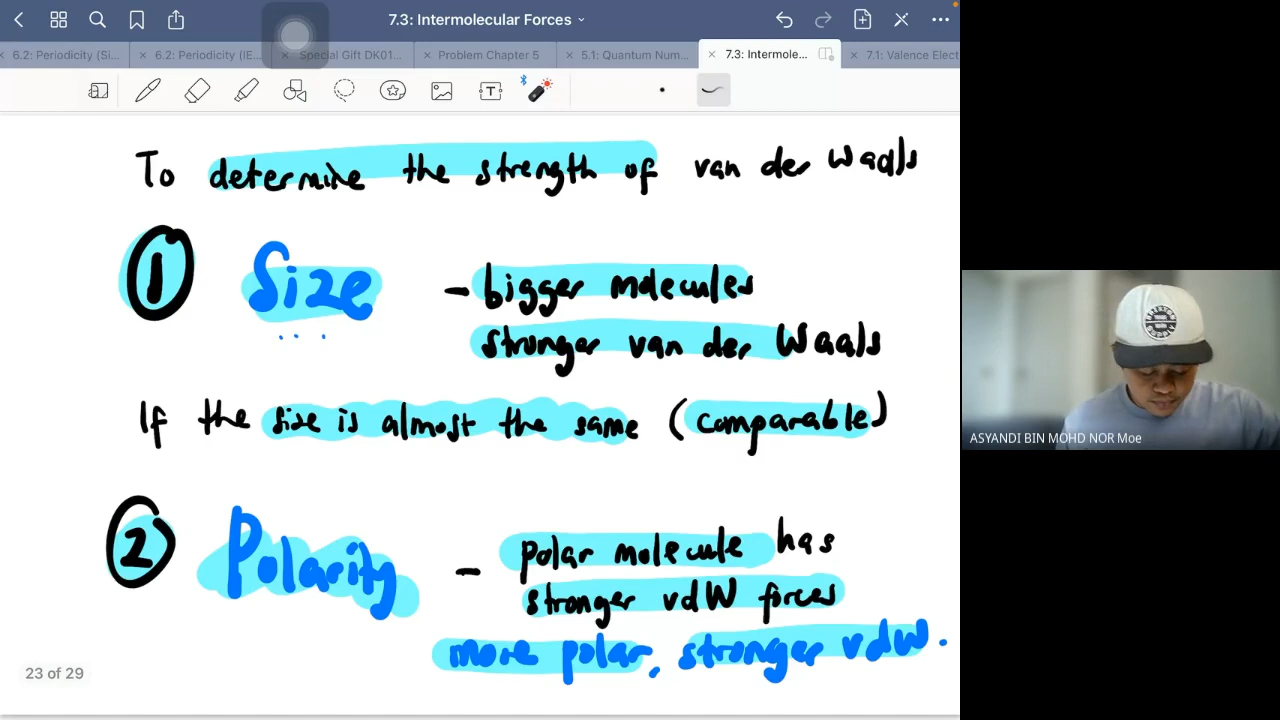 7.3: Intermolecular Forces
6.2: Periodicity (Si...
6.2: Periodicity (IE...
Special Gift DK01...
Problem Chapter 5
5.1: Quantum Num...
7.3: Intermole...
7.1: Valence Elect
T
To determine the strength of van der Waals
1 Size - bigger molecules
stronger van der Waals
If the size is almost the same (comparable)
2 Polarity - polar molecule has
stronger vdW forces
more polar, stronger vdW.
23 of 29
ASYANDI BIN MOHD NOR Moe